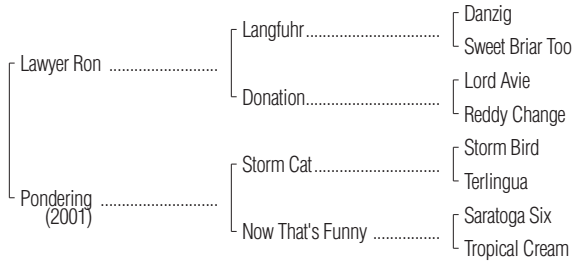 Danzig
Langfuhr..............................
Sweet Briar Too
Lawyer Ron ..........................
Lord Avie
Donation..............................
Reddy Change
Storm Bird
Storm Cat............................
Terlingua
Pondering ............................
(2001)
Saratoga Six
Now That's Funny ................
Tropical Cream